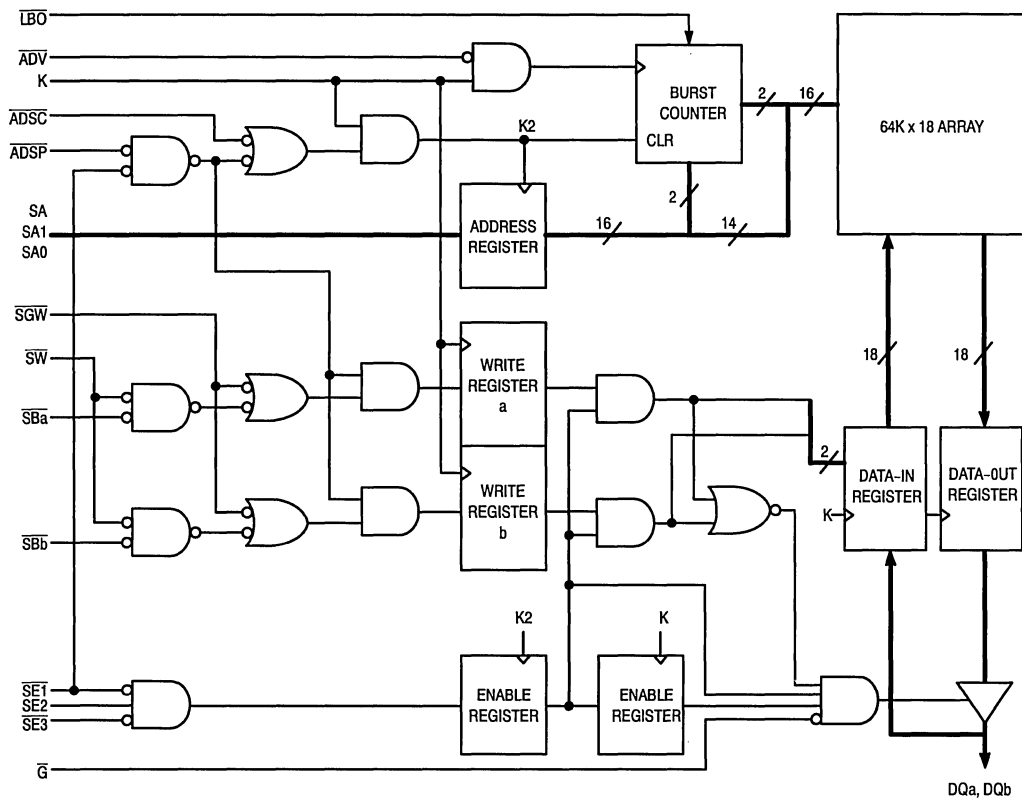 LBO
ADV
K
ADSC
ADSP
SA
SA1
SA0
SGW
SW
SBa
SBb
SE1
SE2
SE3
G
K2
BURST
COUNTER
CLR
2
16
64K x 18 ARRAY
ADDRESS
REGISTER
16
2
14
WRITE
REGISTER
a
WRITE
REGISTER
b
18
18
2
K
DATA-IN
REGISTER
DATA-0UT
REGISTER
K2
K
ENABLE
REGISTER
ENABLE
REGISTER
DQa, DQb